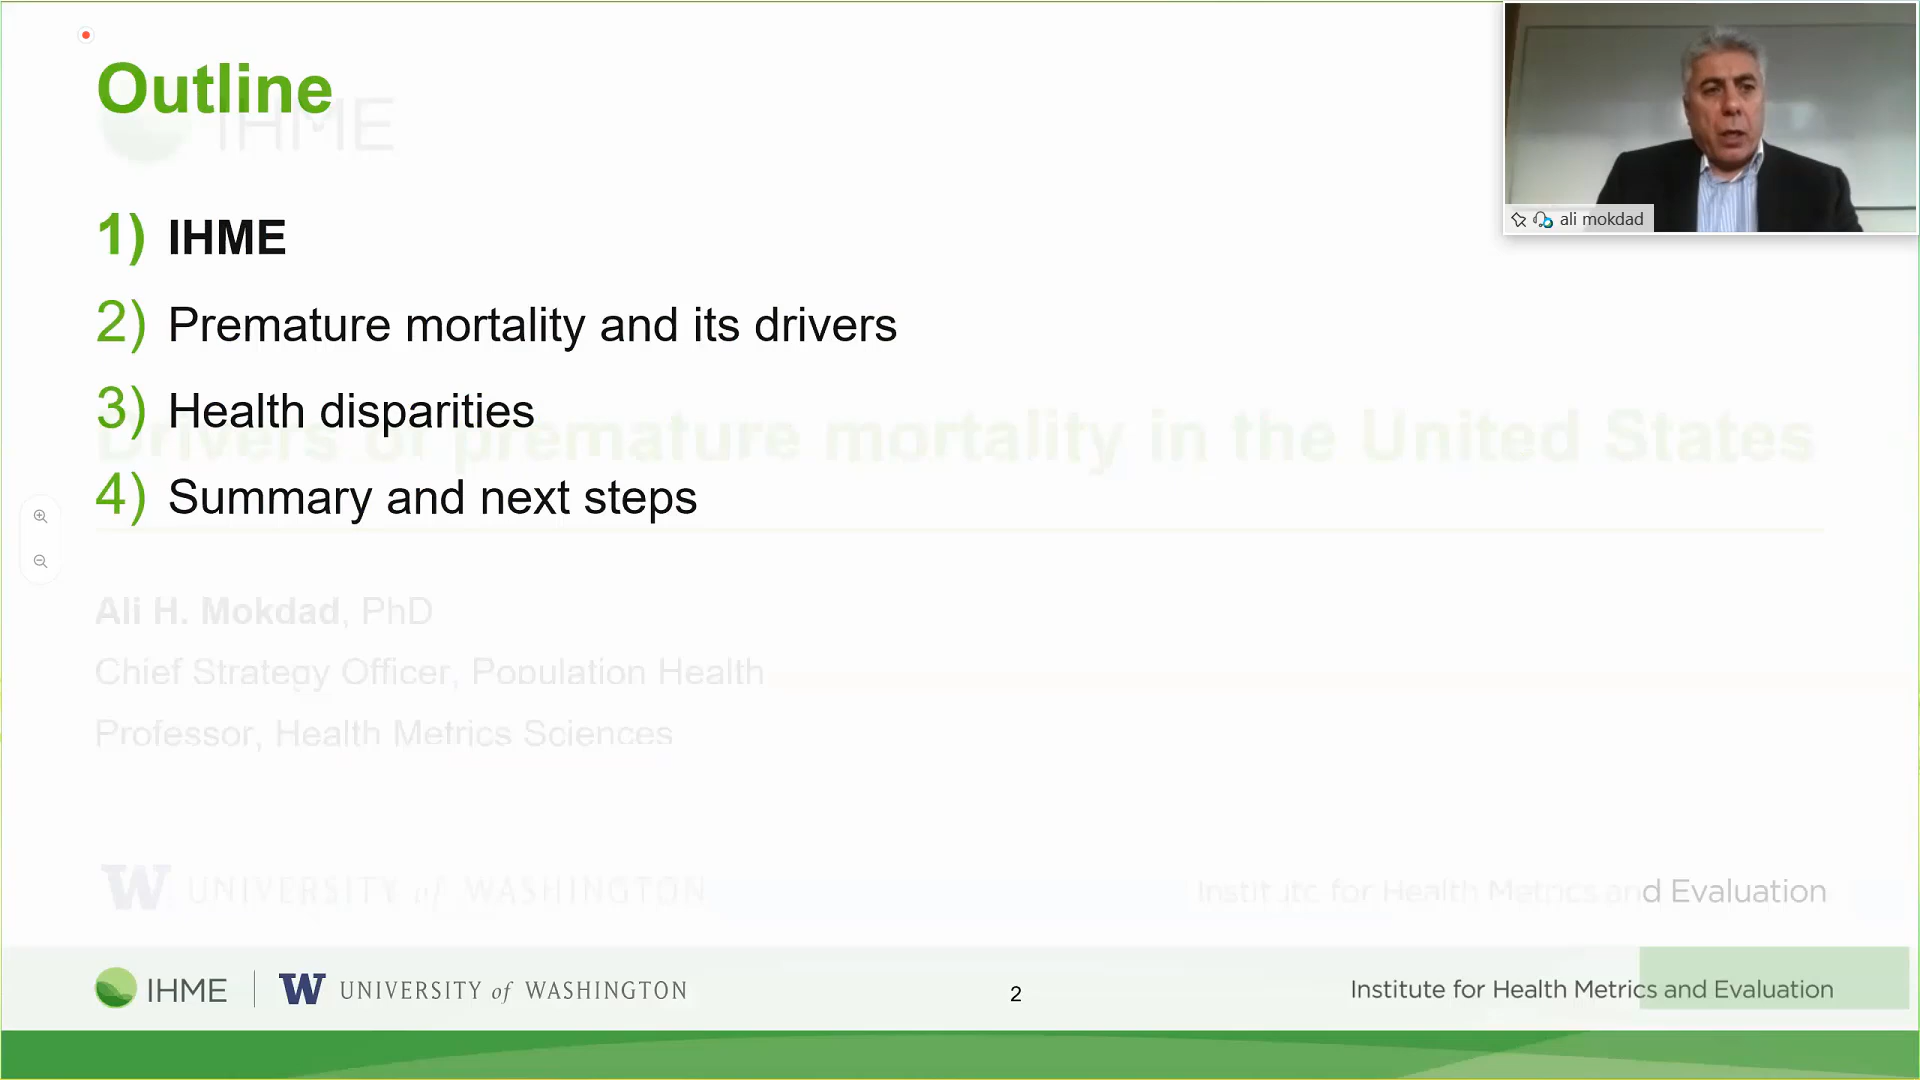 Outline
IHME
1) IHME
2) Premature mortality and its drivers
3) Health disparities
Drivers of premature mortality in the United States
4) Summary and next steps
Ali H. Mokdad, PhD
Chief Strategy Officer, Population Health
Professor, Health Metrics Sciences
W UNIVERSITY of WASHINGTON
Institute for Health Metrics and Evaluation
IHME W UNIVERSITY of WASHINGTON
2
Institute for Health Metrics and Evaluation
ali mokdad